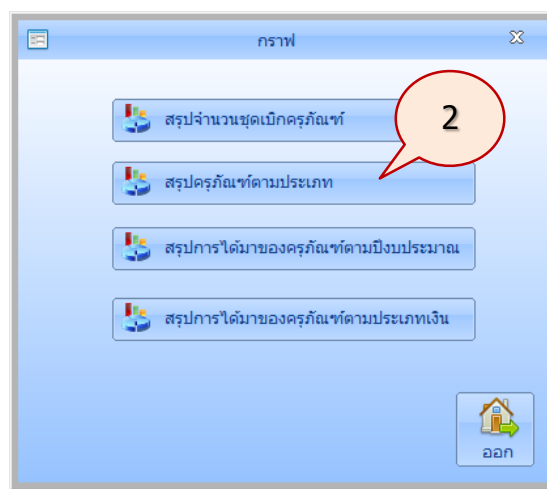 กราฟ
สรุปจำนวนชุดเบิกครุภัณฑ์
2
สรุปครุภัณฑ์ตามประเภท
สรุปการได้มาของครุภัณฑ์ตามปีงบประมาณ
สรุปการได้มาของครุภัณฑ์ตามประเภทเงิน
ออก